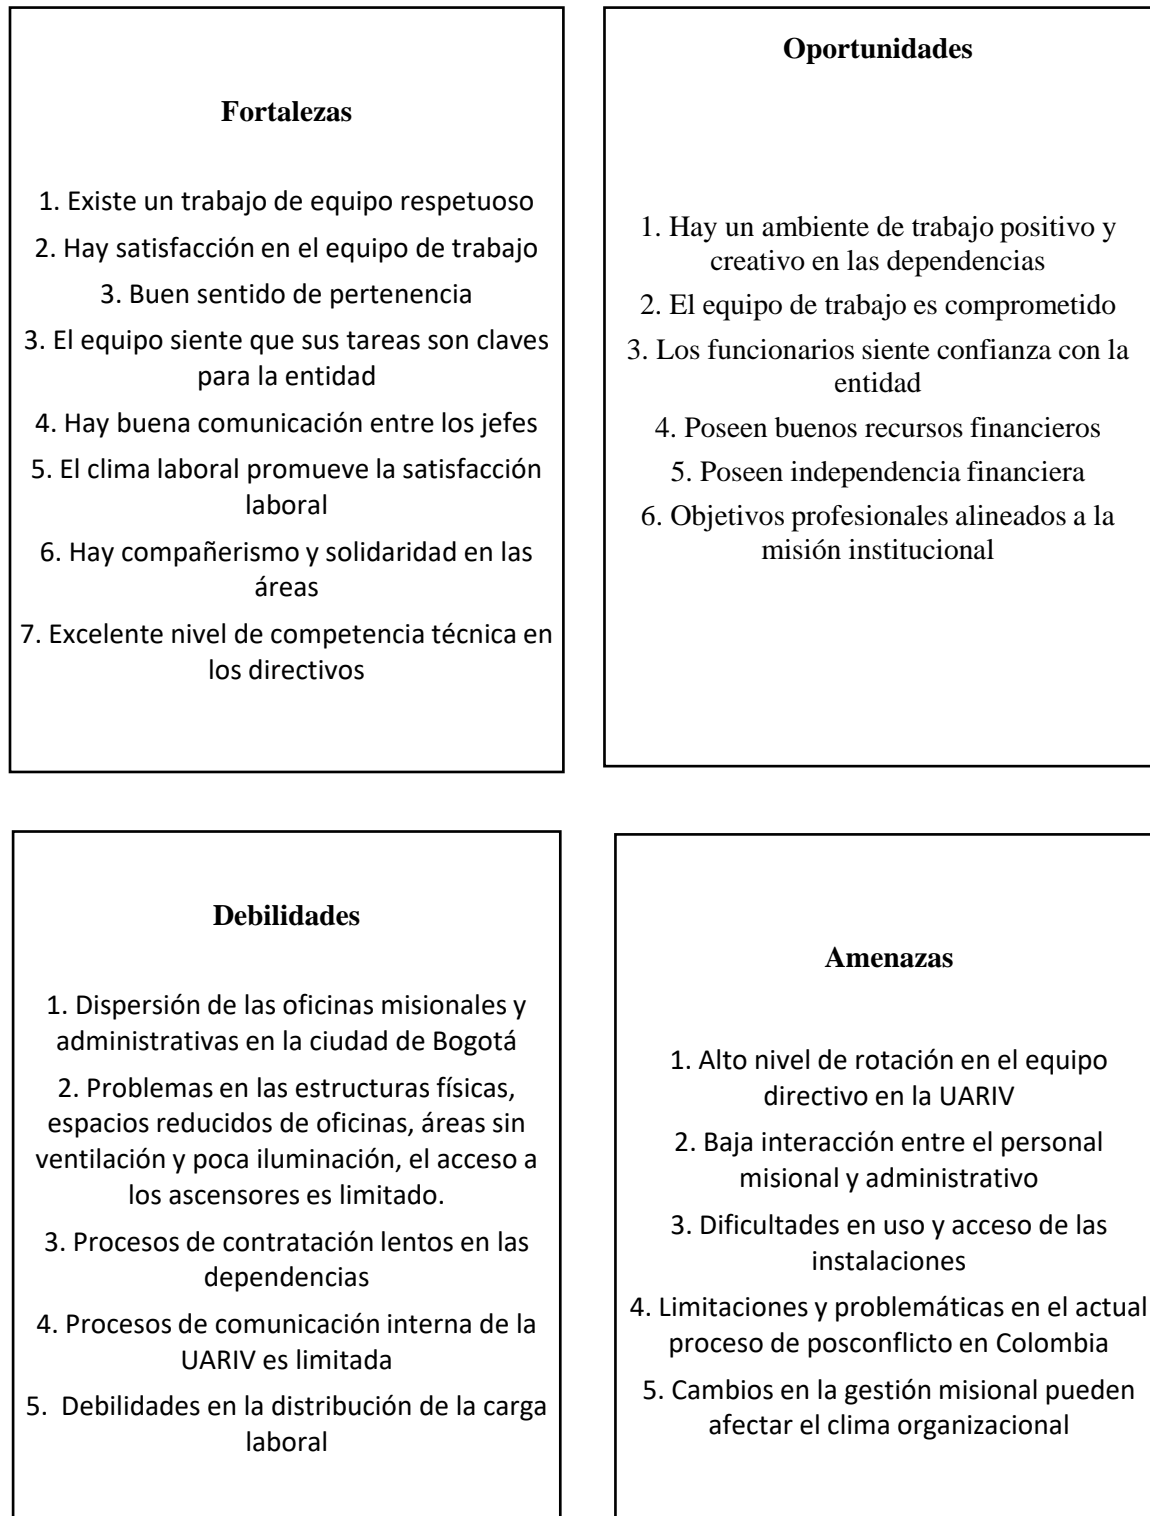 Fortalezas
1. Existe un trabajo de equipo respetuoso
2. Hay satisfacción en el equipo de trabajo
3. Buen sentido de pertenencia
3. El equipo siente que sus tareas son claves
para la entidad
4. Hay buena comunicación entre los jefes
5. El clima laboral promueve la satisfacción
laboral
6. Hay compañerismo y solidaridad en las
áreas
7. Excelente nivel de competencia técnica en
los directivos
Oportunidades
1. Hay un ambiente de trabajo positivo y
creativo en las dependencias
2. El equipo de trabajo es comprometido
3. Los funcionarios siente confianza con la
entidad
4. Poseen buenos recursos financieros
5. Poseen independencia financiera
6. Objetivos profesionales alineados a la
misión institucional
Debilidades
1. Dispersión de las oficinas misionales y
administrativas en la ciudad de Bogotá
2. Problemas en las estructuras físicas,
espacios reducidos de oficinas, áreas sin
ventilación y poca iluminación, el acceso a
los ascensores es limitado.
3. Procesos de contratación lentos en las
dependencias
4. Procesos de comunicación interna de la
UARIV es limitada
5. Debilidades en la distribución de la carga
laboral
Amenazas
1. Alto nivel de rotación en el equipo
directivo en la UARIV
2. Baja interacción entre el personal
misional y administrativo
3. Dificultades en uso y acceso de las
instalaciones
4. Limitaciones y problemáticas en el actual
proceso de posconflicto en Colombia
5. Cambios en la gestión misional pueden
afectar el clima organizacional